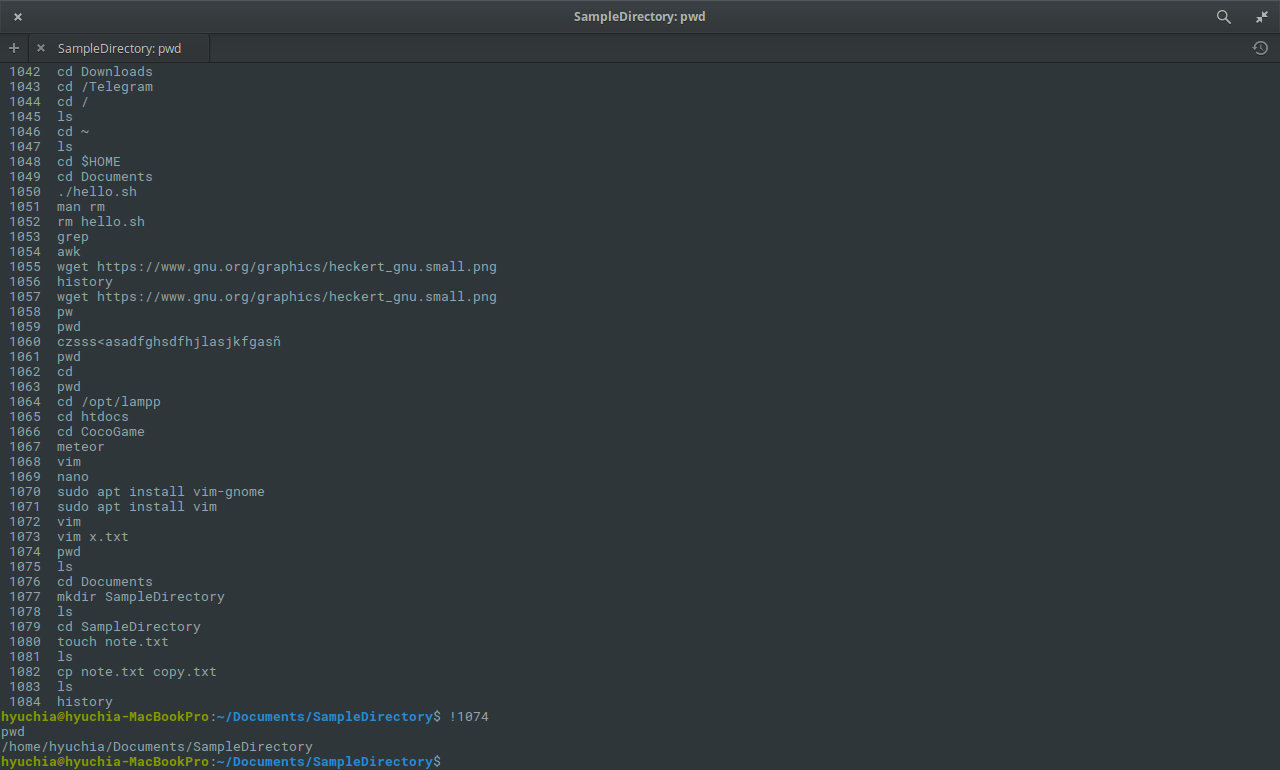 SampleDirectory: pwd
SampleDirectory: pwd
1042 cd Downloads
1043 cd /Telegram
1044 cd /
1045 ls
1046 cd ~
1047 ls
1048 cd $HOME
1049 cd Documents
1050 ./hello.sh
1051 man rm
1052 rm hello.sh
1053 grep
1054 awk
1055 wget https://www.gnu.org/graphics/heckert_gnu.small.png
1056 history
1057 wget https://www.gnu.org/graphics/heckert_gnu.small.png
1058 pw
1059 pwd
1060 czsss<asadfghsdfhjlasjkfgasñ
1061 pwd
1062 cd
1063 pwd
1064 cd /opt/lampp
1065 cd htdocs
1066 cd CocoGame
1067 meteor
1068 vim
1069 nano
1070 sudo apt install vim-gnome
1071 sudo apt install vim
1072 vim
1073 vim x.txt
1074 pwd
1075 ls
1076 cd Documents
1077 mkdir SampleDirectory
1078 ls
1079 cd SampleDirectory
1080 touch note.txt
1081 ls
1082 cp note.txt copy.txt
1083 ls
1084 history
hyuchia@hyuchia-MacBookPro:~/Documents/SampleDirectory$ !1074
pwd
/home/hyuchia/Documents/SampleDirectory
hyuchia@hyuchia-MacBookPro:~/Documents/SampleDirectory$